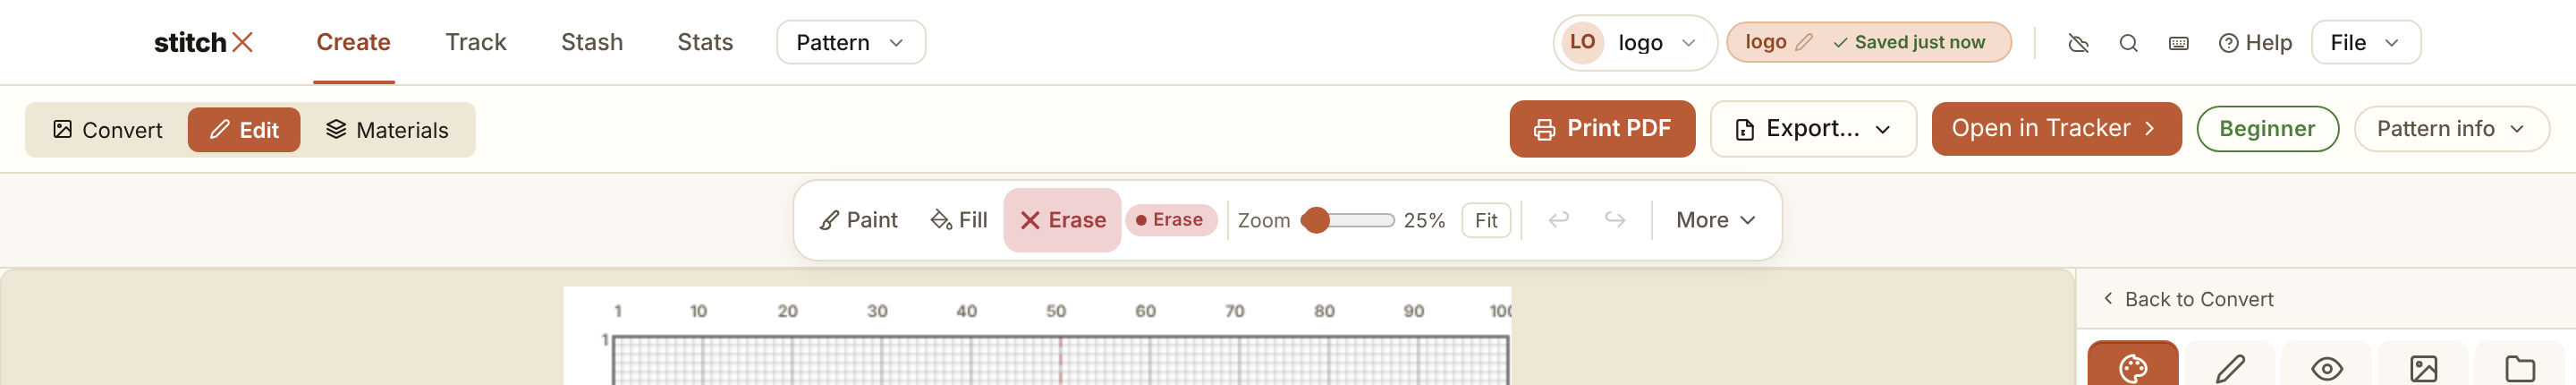 stitch Create Track Stash Stats Pattern LO logo logo Saved just now Help File
Convert Edit Materials Print PDF Export... Open in Tracker Beginner Pattern info
Paint Fill Erase Erase Zoom 25% Fit More
Back to Convert
1 10 20 30 40 50 60 70 80 90 100
1